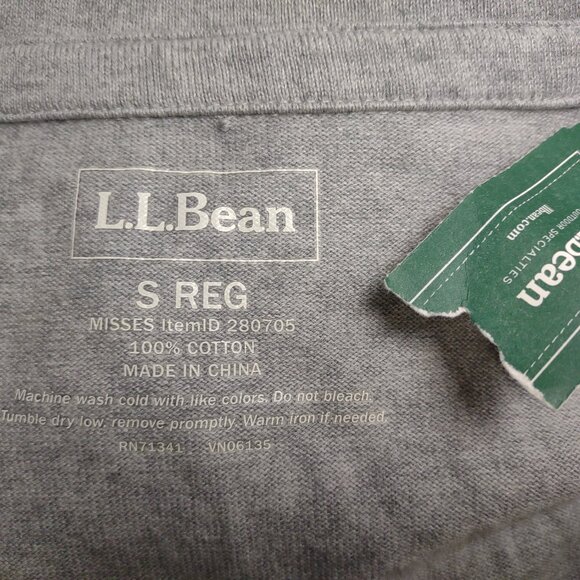 L.L.Bean
S REG
MISSES ItemID 280705
100% COTTON
MADE IN CHINA
Machine wash cold with like colors. Do not bleach.
Tumble dry low, remove promptly. Warm iron if needed.
RN71341 VN06135
llbean.com
OUTDOOR SPECIALTIES
Bean